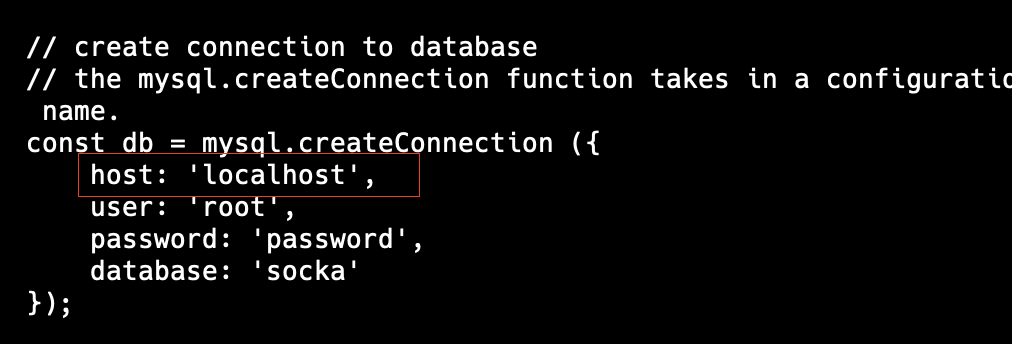 // create connection to database
// the mysql.createConnection function takes in a
name.
const db = mysql.createConnection ({
host: 'localhost',
user: 'root',
password: 'password',
database: 'socka'
});